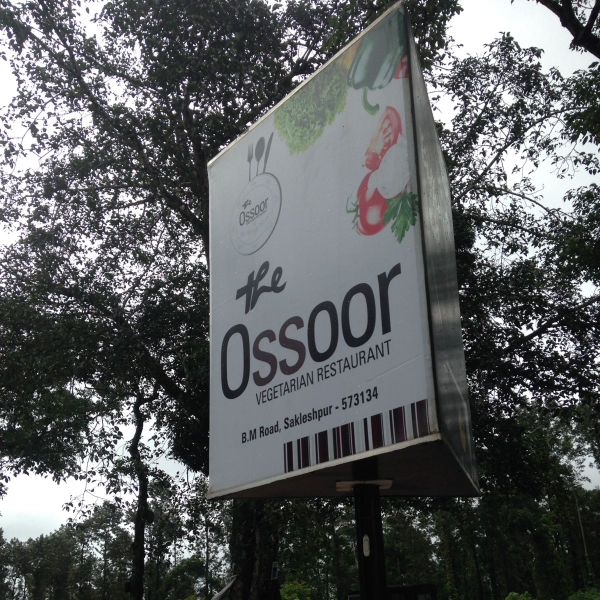 the
Ossoor
the
Ossoor
VEGETARIAN RESTAURANT
B.M Road, Sakleshpur - 573134